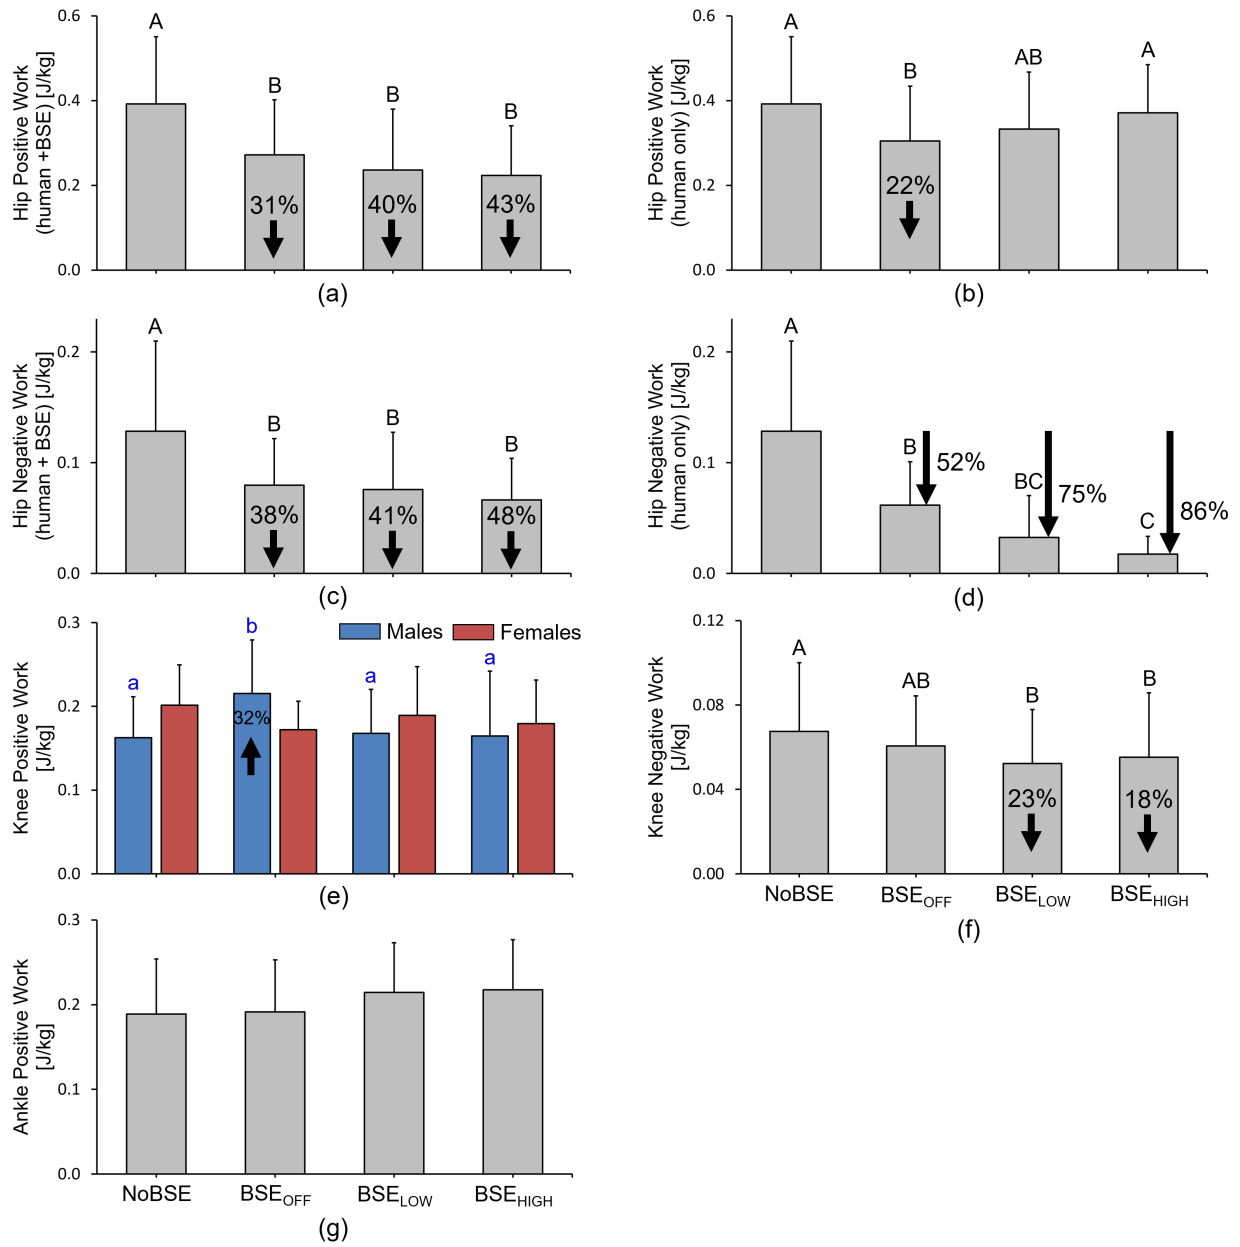 Hip Positive Work
(human +BSE) [J/kg]
0.6
0.4
0.2
0.0
A
B
B
B
31%
40%
43%
(a)
Hip Positive Work
(human only) [J/kg]
0.6
0.4
0.2
0.0
A
B
AB
A
22%
(b)
Hip Negative Work
(human + BSE) [J/kg]
0.2
0.1
0.0
A
B
B
B
38%
41%
48%
(c)
Hip Negative Work
(human only) [J/kg]
0.2
0.1
0.0
A
B
52%
BC
75%
C
86%
(d)
Knee Positive Work
[J/kg]
0.3
0.2
0.1
0.0
Males
Females
a
b
a
a
32%
(e)
Knee Negative Work
[J/kg]
0.12
0.08
0.04
0.00
A
AB
B
B
23%
18%
NoBSE
BSEOFF
BSELOW
BSEHIGH
(f)
Ankle Positive Work
[J/kg]
0.3
0.2
0.1
0.0
NoBSE
BSEOFF
BSELOW
BSEHIGH
(g)